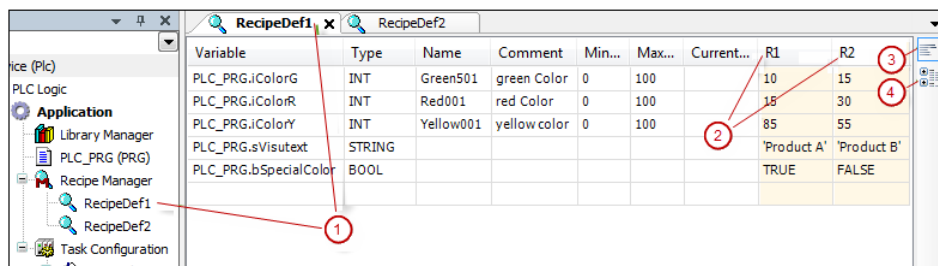 RecipeDef1 x RecipeDef2
Variable Type Name Comment Min... Max... Current... R1 R2
PLC_PRG.iColorG INT Green501 green Color 0 100 10 15
PLC_PRG.iColorR INT Red001 red Color 0 100 15 30
PLC_PRG.iColorY INT Yellow001 yellow color 0 100 85 55
PLC_PRG.sVisutext STRING 'Product A' 'Product B'
PLC_PRG.bSpecialColor BOOL TRUE FALSE
vice (Plc)
PLC Logic
Application
Library Manager
PLC_PRG (PRG)
Recipe Manager
RecipeDef1
RecipeDef2
Task Configuration
1
2
3
4